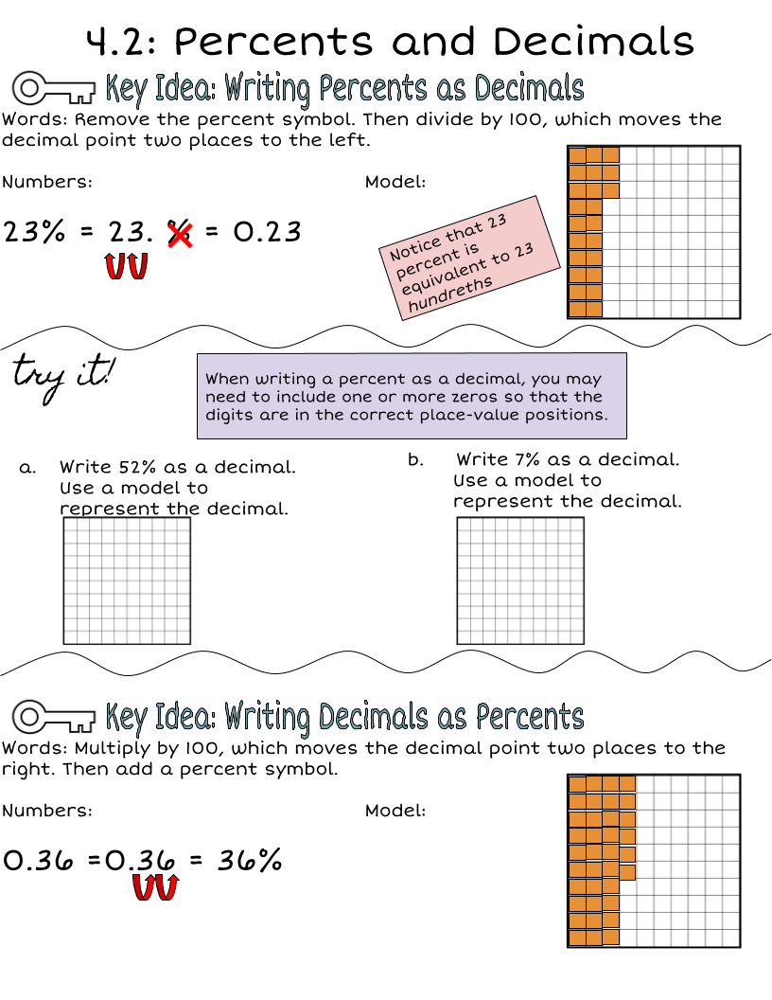 4.2: Percents and Decimals
Key Idea: Writing Percents as Decimals
Words: Remove the percent symbol. Then divide by 100, which moves the
decimal point two places to the left.
Numbers:
Model:
23% = 23. % = 0.23
Notice that 23
percent is
equivalent to 23
hundreths
try it!
When writing a percent as a decimal, you may
need to include one or more zeros so that the
digits are in the correct place-value positions.
a. Write 52% as a decimal.
Use a model to
represent the decimal.
b. Write 7% as a decimal.
Use a model to
represent the decimal.
Key Idea: Writing Decimals as Percents
Words: Multiply by 100, which moves the decimal point two places to the
right. Then add a percent symbol.
Numbers:
Model:
0.36 =0.36 = 36%